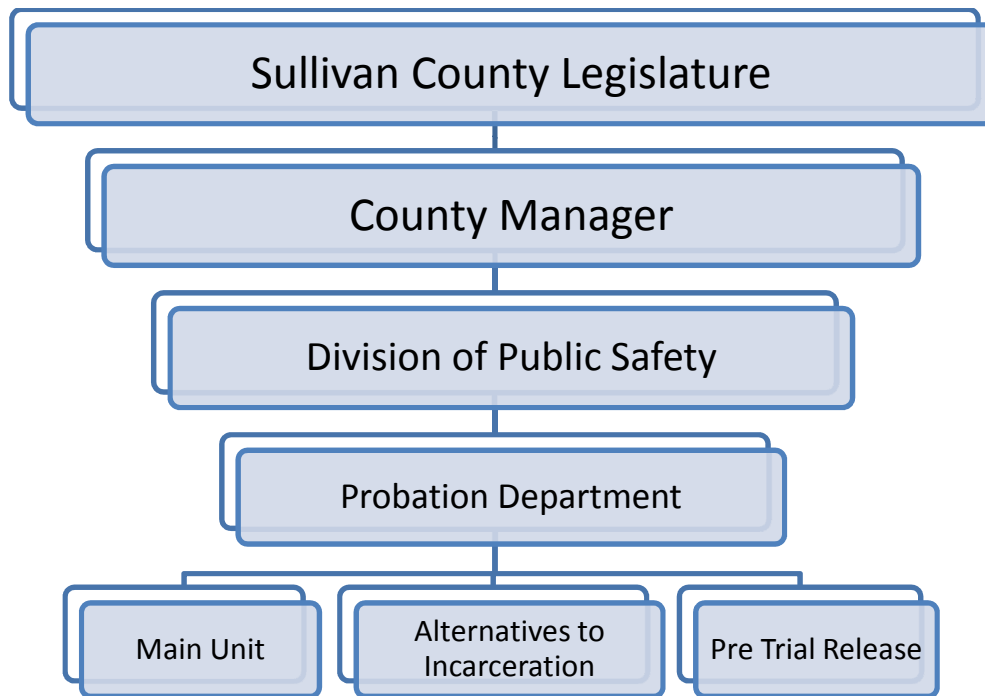 Sullivan County Legislature
County Manager
Division of Public Safety
Probation Department
Main Unit
Alternatives to
Incarceration
Pre Trial Release